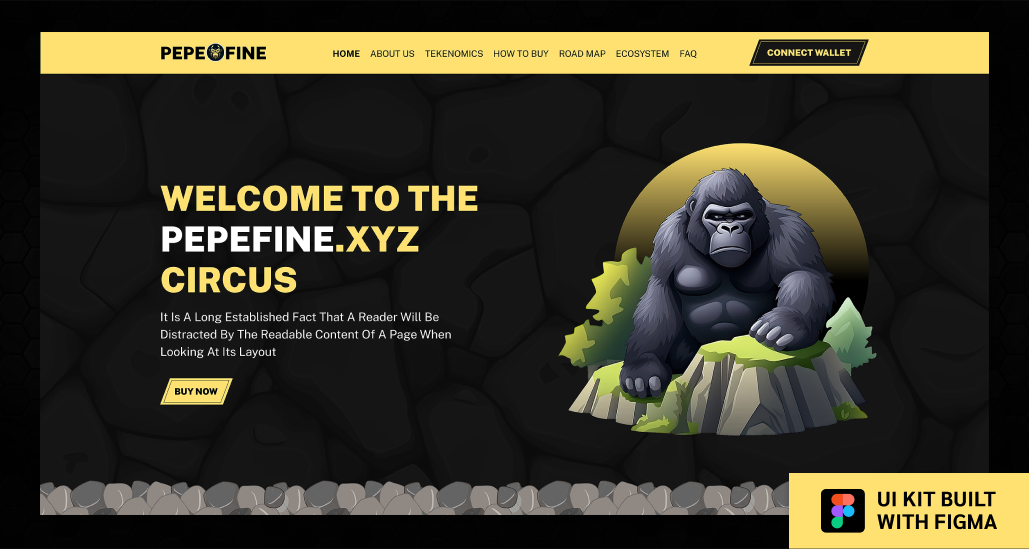 PEPE FINE
HOME ABOUT US TEKENOMICS HOW TO BUY ROAD MAP ECOSYSTEM FAQ
CONNECT WALLET
WELCOME TO THE
PEPEFINE.XYZ
CIRCUS
It Is A Long Established Fact That A Reader Will Be
Distracted By The Readable Content Of A Page When
Looking At Its Layout
BUY NOW
UI KIT BUILT
WITH FIGMA